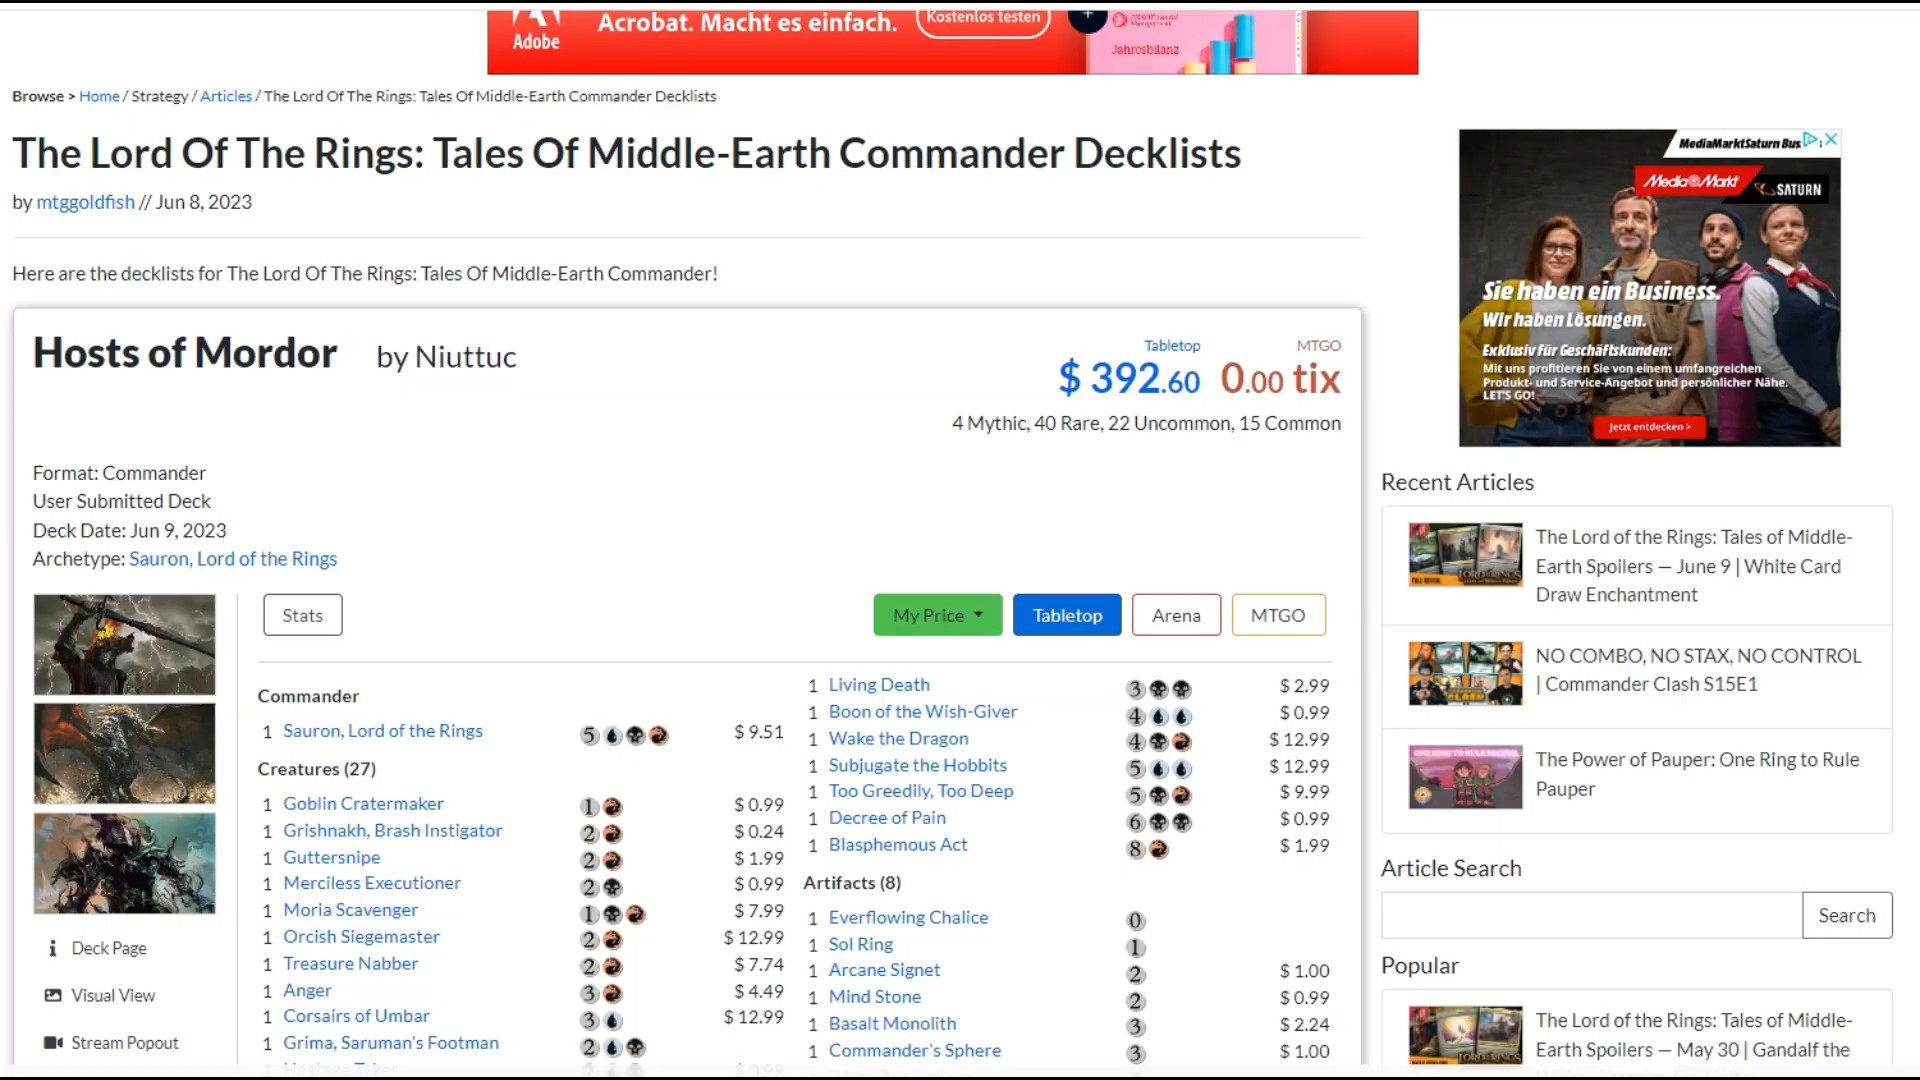 Adobe
Acrobat. Macht es einfach.
Kostenlos testen
Jahresbilanz
Browse > Home / Strategy / Articles / The Lord Of The Rings: Tales Of Middle-Earth Commander Decklists
The Lord Of The Rings: Tales Of Middle-Earth Commander Decklists
by mtggoldfish // Jun 8, 2023
Here are the decklists for The Lord Of The Rings: Tales Of Middle-Earth Commander!
Hosts of Mordor by Niuttuc
Tabletop MTGO
$ 392.60 0.00 tix
4 Mythic, 40 Rare, 22 Uncommon, 15 Common
Format: Commander
User Submitted Deck
Deck Date: Jun 9, 2023
Archetype: Sauron, Lord of the Rings
Deck Page
Visual View
Stream Popout
Stats
My Price
Tabletop
Arena
MTGO
Commander
1 Sauron, Lord of the Rings 5 $ 9.51
Creatures (27)
1 Goblin Cratermaker 1 $ 0.99
1 Grishnakh, Brash Instigator 2 $ 0.24
1 Guttersnipe 2 $ 1.99
1 Merciless Executioner 2 $ 0.99
1 Moria Scavenger 1 $ 7.99
1 Orcish Siegemaster 2 $ 12.99
1 Treasure Nabber 2 $ 7.74
1 Anger 3 $ 4.49
1 Corsairs of Umbar 3 $ 12.99
1 Grima, Saruman's Footman 2
1 Living Death 3 $ 2.99
1 Boon of the Wish-Giver 4 $ 0.99
1 Wake the Dragon 4 $ 12.99
1 Subjugate the Hobbits 5 $ 12.99
1 Too Greedily, Too Deep 5 $ 9.99
1 Decree of Pain 6 $ 0.99
1 Blasphemous Act 8 $ 1.99
Artifacts (8)
1 Everflowing Chalice 0
1 Sol Ring 1
1 Arcane Signet 2 $ 1.00
1 Mind Stone 2 $ 0.99
1 Basalt Monolith 3 $ 2.24
1 Commander's Sphere 3 $ 1.00
MediaMarktSaturn Bus
Media Markt SATURN
Sie haben ein Business.
Wir haben Lösungen.
Exklusiv für Geschäftskunden:
Mit uns profitieren Sie von einem umfangreichen
Produkt- und Service-Angebot und persönlicher Nähe.
LET'S GO!
Jetzt entdecken >
Recent Articles
The Lord of the Rings: Tales of Middle-
Earth Spoilers — June 9 | White Card
Draw Enchantment
NO COMBO, NO STAX, NO CONTROL
| Commander Clash S15E1
The Power of Pauper: One Ring to Rule
Pauper
Article Search
Search
Popular
The Lord of the Rings: Tales of Middle-
Earth Spoilers — May 30 | Gandalf the